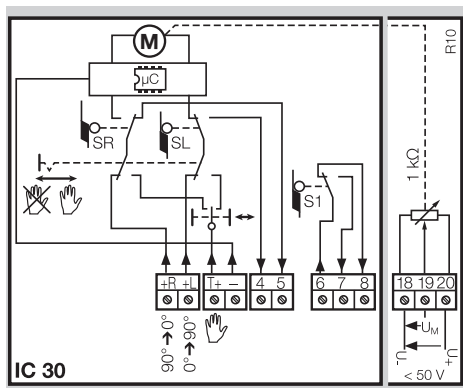 M
µC
R10
SR
SL
1 kΩ
S1
+R +L T+ – 4 5 6 7 8 18 19 20
90°→0°
0°→90°
U_M
U-
U+
< 50 V
IC 30